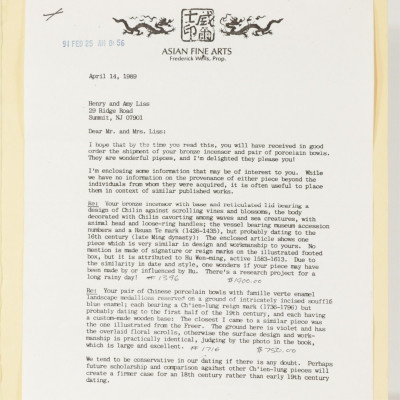 91 FEB 25 AM 8:56
威爾士印
ASIAN FINE ARTS
Frederick Wells, Prop.
April 14, 1989
Henry and Amy Liss
29 Ridge Road
Summit, NJ 07901
Dear Mr. and Mrs. Liss:
I hope that by the time you read this, you will have received in good
order the shipment of your bronze incensor and pair of porcelain bowls.
They are wonderful pieces, and I'm delighted they please you!
I'm enclosing some information that may be of interest to you. While
we have no information on the provenance of either piece beyond the
individuals from whom they were acquired, it is often useful to place
them in context of similar published works.
Re: Your bronze incensor with base and reticulated lid bearing a
design of Chilin against scrolling vines and blossoms, the body
decorated with Chilin cavorting among waves and sea creatures, with
animal head and loose-ring handles; the vessel bearing museum accession
numbers and a Hsuan Te mark (1426-1435), but probably dating to the
16th century (late Ming dynasty): The enclosed article shows one
piece which is very similar in design and workmanship to yours. No
mention is made of signature or reign marks on the illustrated footed
box, but it is attributed to Hu Wen-ming, active 1583-1613. Due to
the similarity in date and style, one wonders if your piece may have
been made by or influenced by Hu. There's a research project for a
long rainy day! # 1396 $1900.00
Re: Your pair of Chinese porcelain bowls with famille verte enamel
landscape medallions reserved on a ground of intricately incised souffle
blue enamel; each bearing a Ch'ien-lung reign mark (1736-1796) but
probably dating to the first half of the 19th century, and each having
a custom-made wooden base: The closest I came to a similar piece was
the one illustrated from the Freer. The ground here is violet and has
the overlaid floral scrolls, otherwise the surface design and work-
manship is practically identical, judging by the photo in the book,
which is large and excellent. # 1716 $ 750.00
We tend to be conservative in our dating if there is any doubt. Perhaps
future scholarship and comparison against other Ch'ien-lung pieces will
create a firmer case for an 18th century rather than early 19th century
dating.